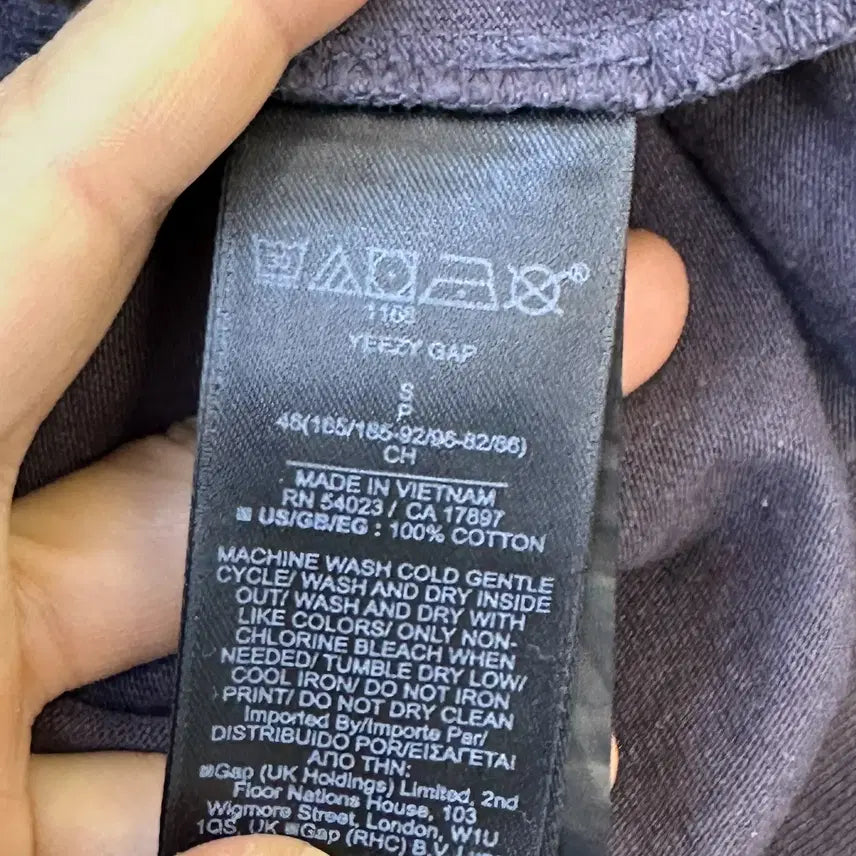 30
®
1166
YEEZY GAP
S
P
46(165/185-92/96-82/86)
CH
MADE IN VIETNAM
RN 54023 / CA 17897
US/GB/EG : 100% COTTON
MACHINE WASH COLD GENTLE
CYCLE/ WASH AND DRY INSIDE
OUT/ WASH AND DRY WITH
LIKE COLORS/ ONLY NON-
CHLORINE BLEACH WHEN
NEEDED/ TUMBLE DRY LOW/
COOL IRON/ DO NOT IRON
PRINT/ DO NOT DRY CLEAN
Imported By/Importe Par/
DISTRIBUIDO POR/ΕΙΣΑΓΕΤΑΙ
ΑΠΟ ΤΗΝ:
Gap (UK Holdings) Limited, 2nd
Floor Nations House, 103
Wigmore Street, London, W1U
1QS, UK Gap (RHC) B.V.